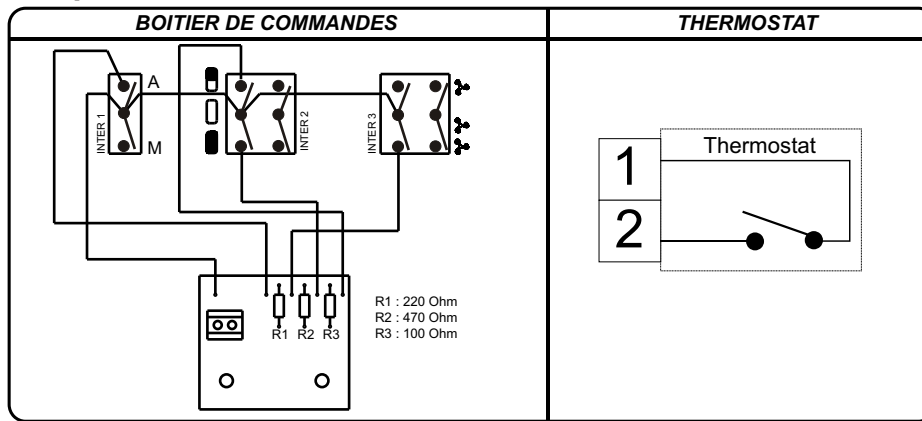 BOITIER DE COMMANDES
THERMOSTAT
INTER 1
A
M
INTER 2
INTER 3
R1 R2 R3
R1 : 220 Ohm
R2 : 470 Ohm
R3 : 100 Ohm
Thermostat
1
2